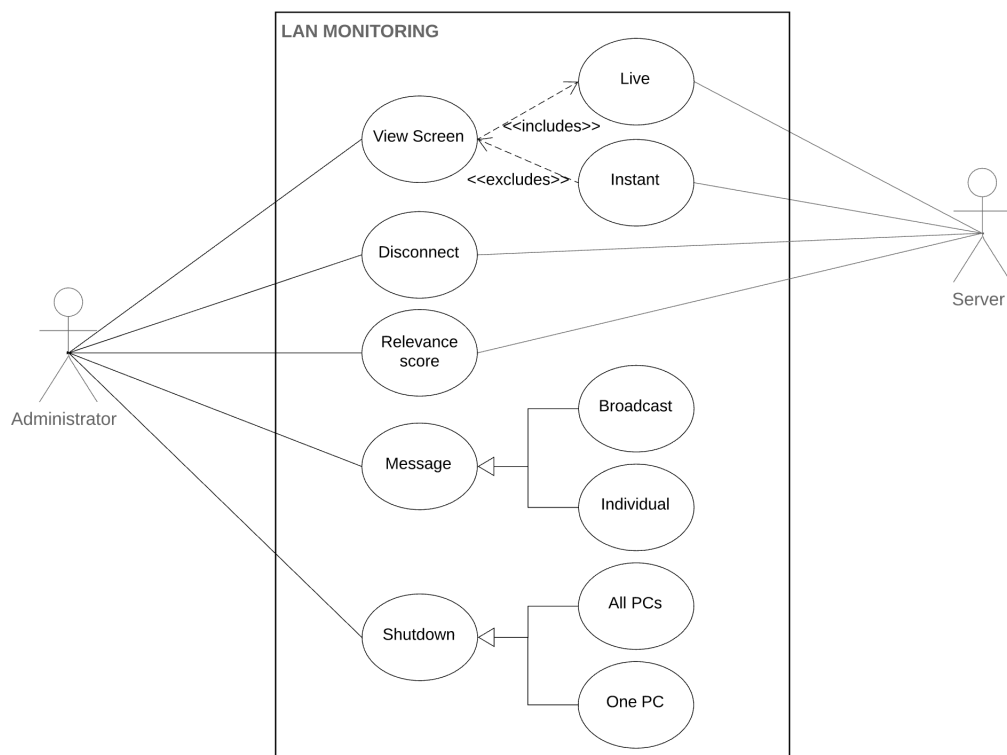 LAN MONITORING
Live
View Screen
<<includes>>
<<excludes>>
Instant
Disconnect
Server
Relevance
score
Administrator
Broadcast
Message
Individual
All PCs
Shutdown
One PC